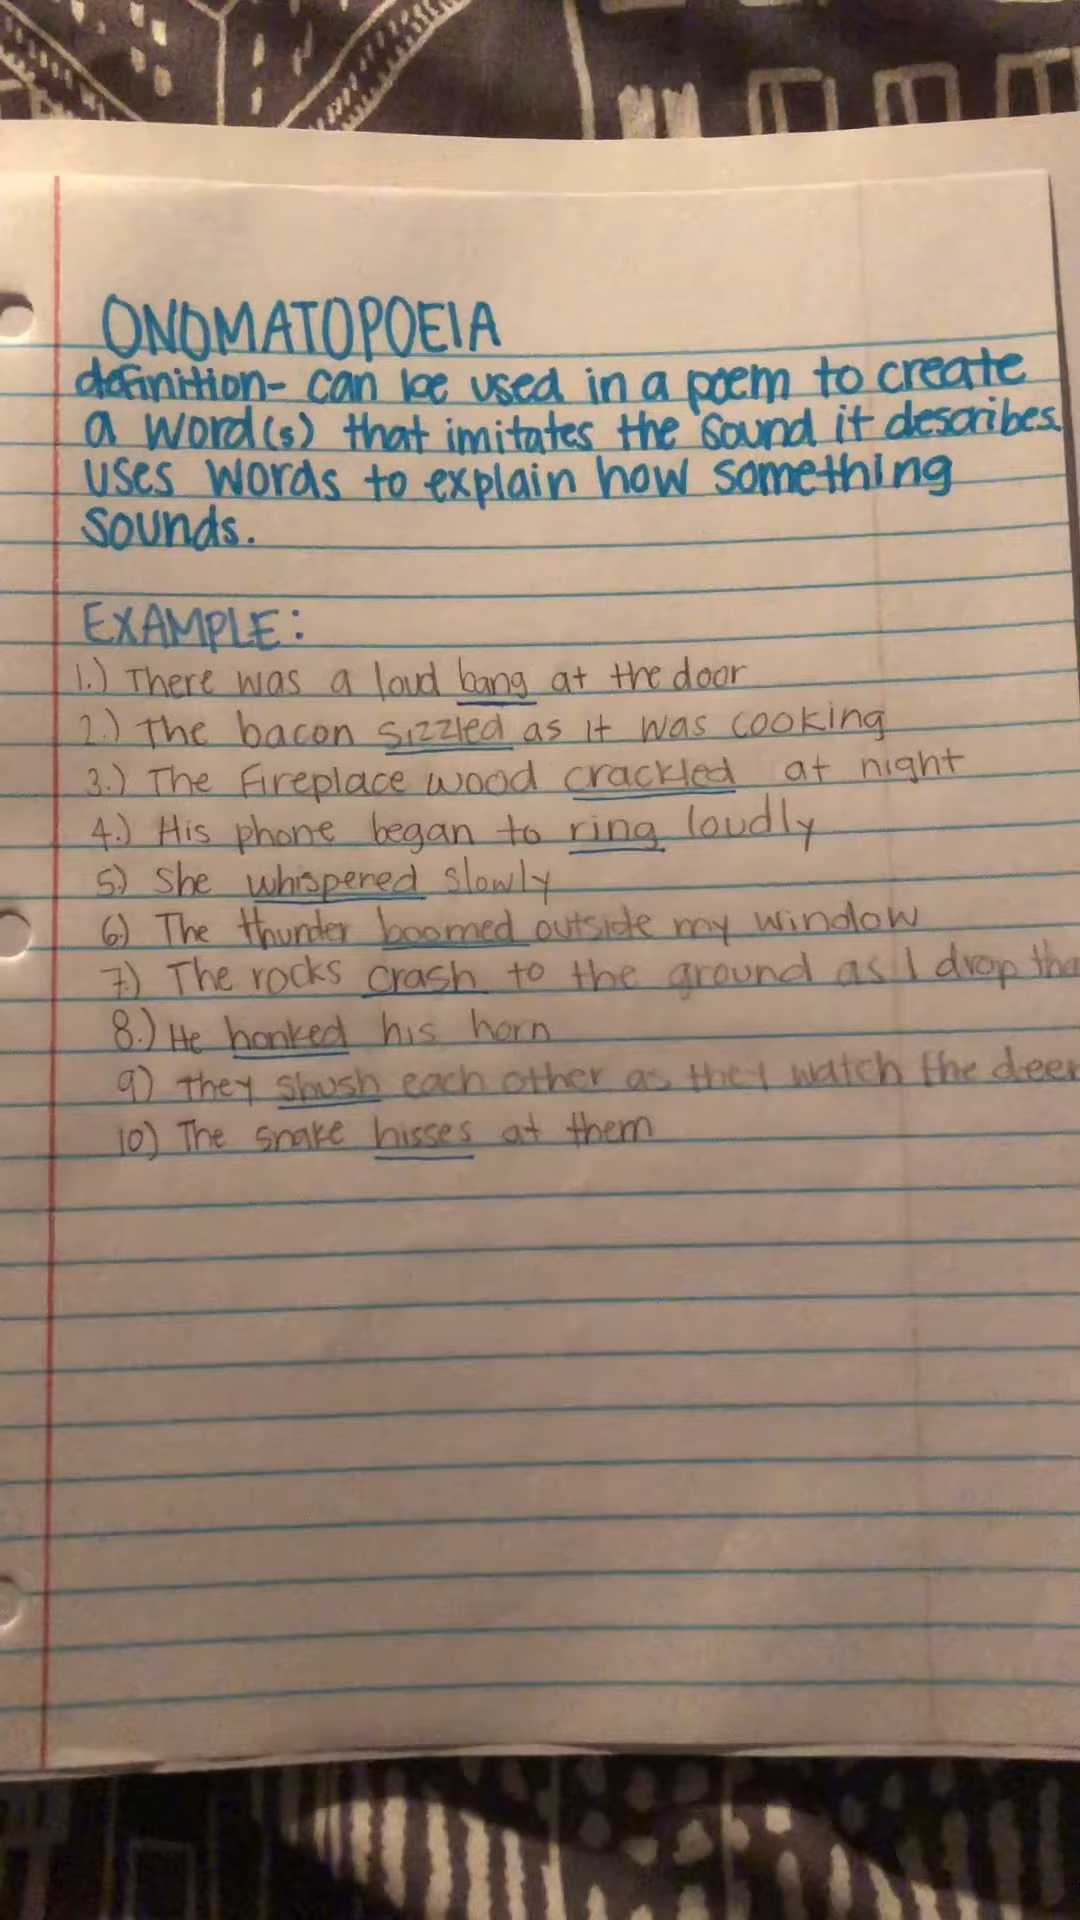 ONOMATOPOEIA
definition- can be used in a poem to create
a word(s) that imitates the sound it describes.
uses words to explain how something
sounds.
EXAMPLE:
1.) There was a loud bang at the door
2.) The bacon sizzled as it was cooking
3.) The fireplace wood crackled at night
4.) His phone began to ring loudly
5) She whispered slowly
6) The thunder boomed outside my window
7) The rocks crash to the ground as I drop
8.) He honked his horn
9) They shush each other as they watch the deer
10) The snake hisses at them